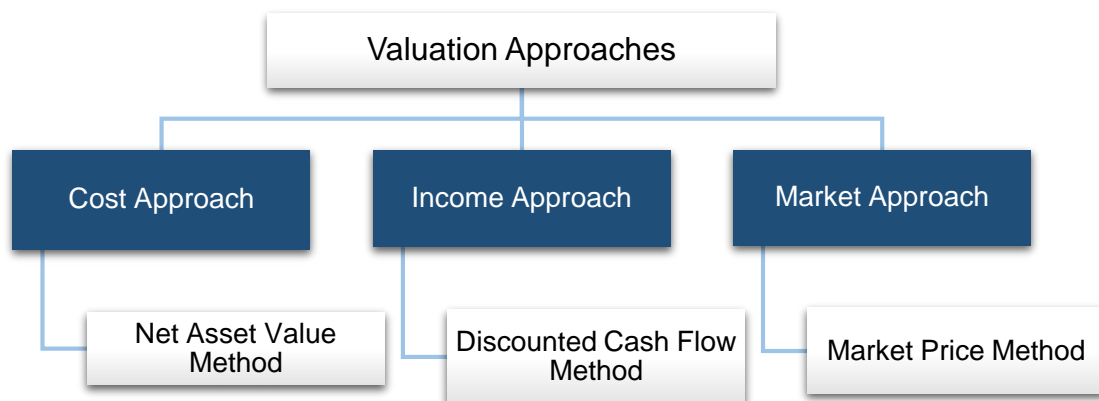 Valuation Approaches
Cost Approach
Income Approach
Market Approach
Net Asset Value
Method
Discounted Cash Flow
Method
Market Price Method